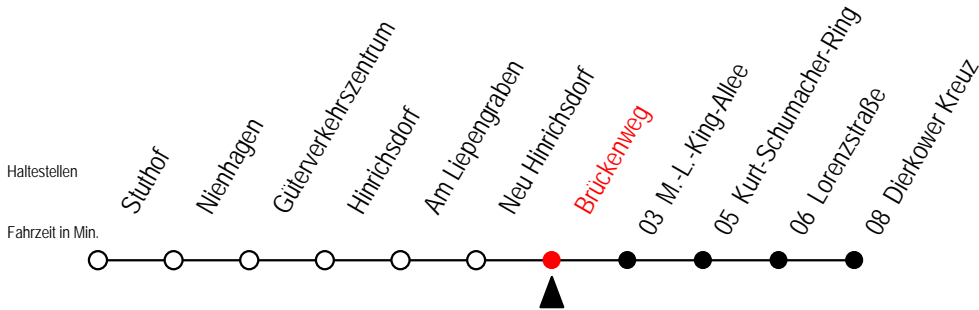 Haltestellen
Fahrzeit in Min.
Stuthof
Nienhagen
Güterverkehrszentrum
Hinrichsdorf
Am Liepengraben
Neu Hinrichsdorf
Brückenweg
03 M.-L.-King-Allee
05 Kurt-Schumacher-Ring
06 Lorenzstraße
08 Dierkower Kreuz